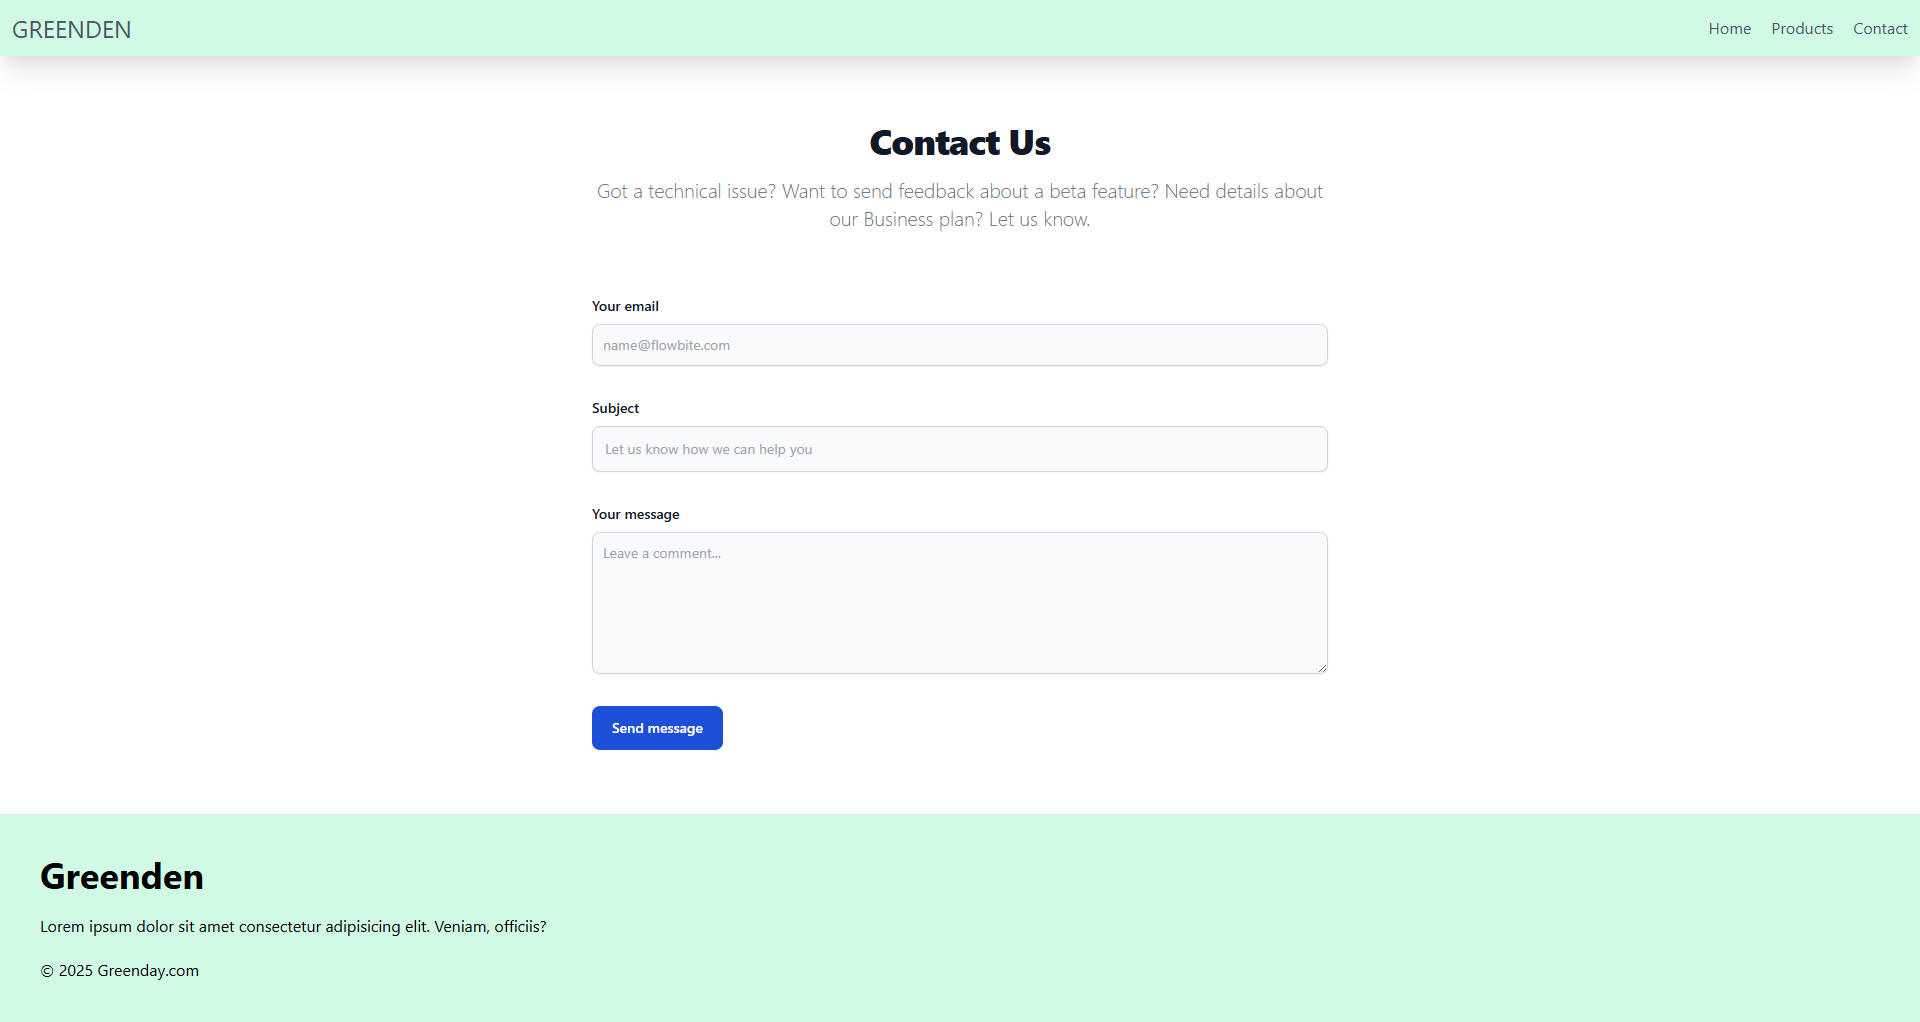 GREENDEN
Home Products Contact
Contact Us
Got a technical issue? Want to send feedback about a beta feature? Need details about
our Business plan? Let us know.
Your email
name@flowbite.com
Subject
Let us know how we can help you
Your message
Leave a comment...
Send message
Greenden
Lorem ipsum dolor sit amet consectetur adipisicing elit. Veniam, officiis?
© 2025 Greenday.com